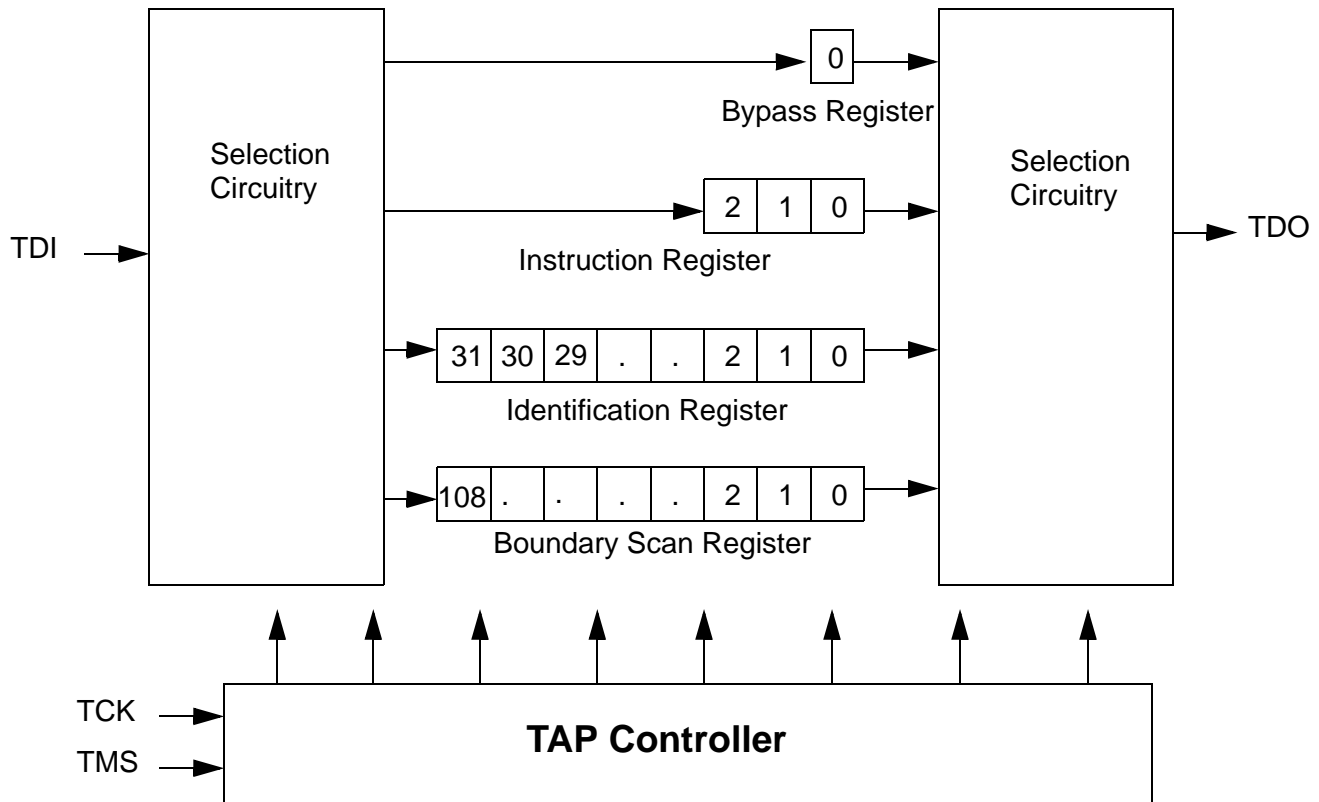 0
Bypass Register
Selection
Circuitry
Selection
Circuitry
2 1 0
TDI
TDO
Instruction Register
31 30 29 . . 2 1 0
Identification Register
108 . . . . 2 1 0
Boundary Scan Register
TCK
TMS
TAP Controller